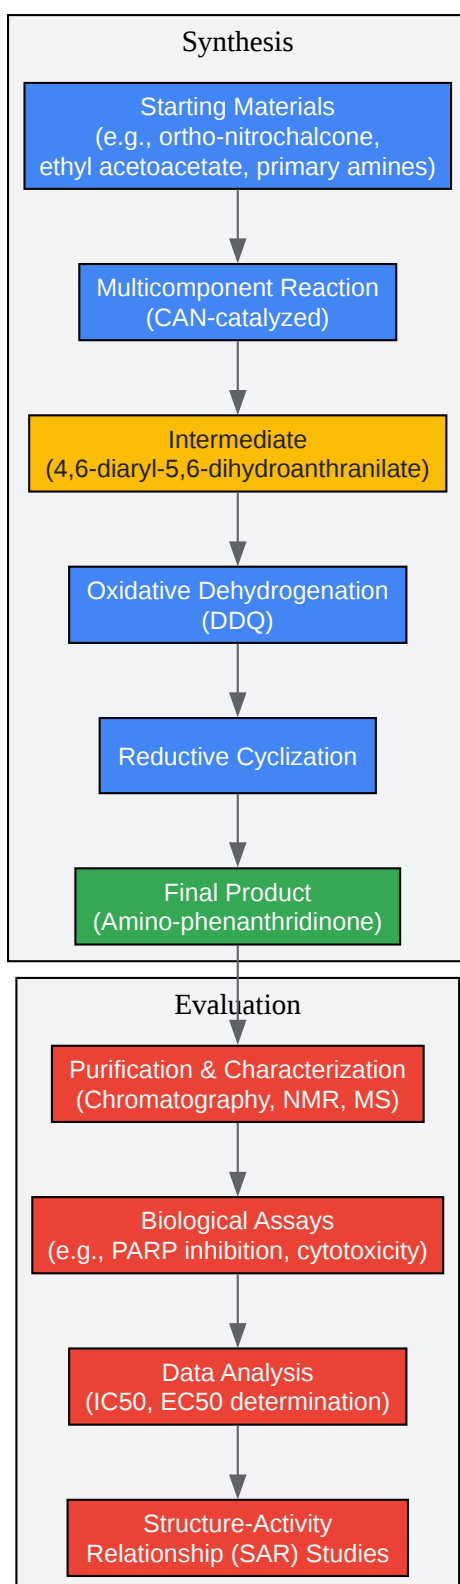 Synthesis
Starting Materials
(e.g., ortho-nitrochalcone,
ethyl acetoacetate, primary amines)
Multicomponent Reaction
(CAN-catalyzed)
Intermediate
(4,6-diaryl-5,6-dihydroanthranilate)
Oxidative Dehydrogenation
(DDQ)
Reductive Cyclization
Final Product
(Amino-phenanthridinone)
Evaluation
Purification & Characterization
(Chromatography, NMR, MS)
Biological Assays
(e.g., PARP inhibition, cytotoxicity)
Data Analysis
(IC50, EC50 determination)
Structure-Activity
Relationship (SAR) Studies